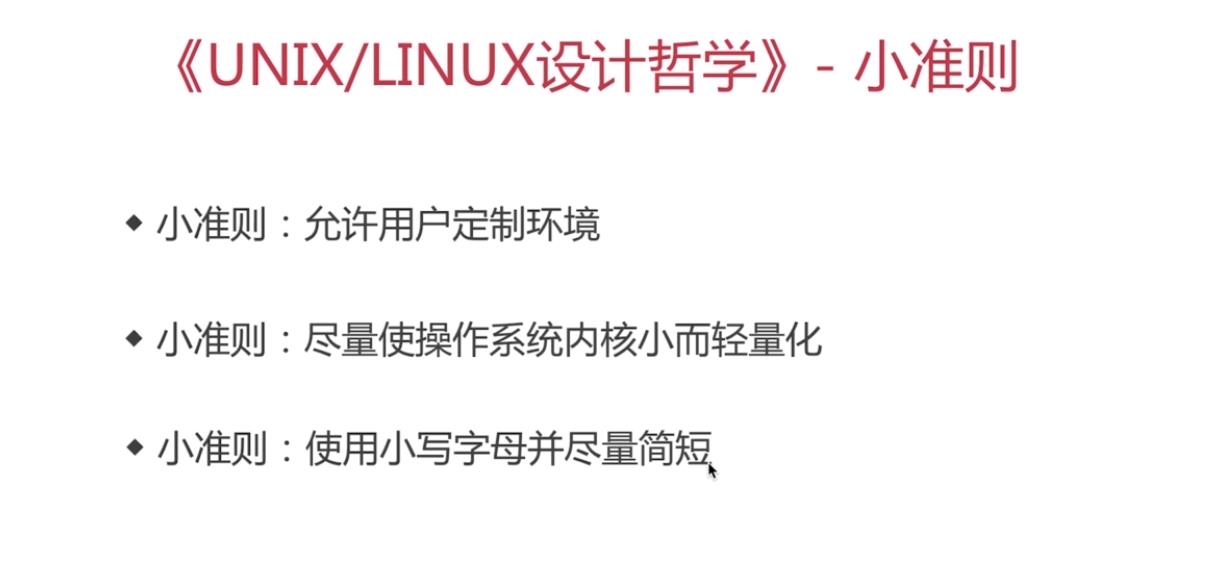 《UNIX/LINUX设计哲学》- 小准则
◆ 小准则：允许用户定制环境
◆ 小准则：尽量使操作系统内核小而轻量化
◆ 小准则：使用小写字母并尽量简短